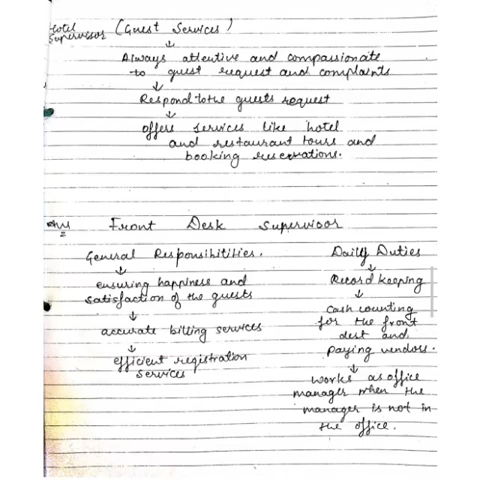 Hotel Supervisor (Guest Services)
↓
Always attentive and compassionate
to guest request and complaints
↓
Respond to the guests request
↓
offers services like hotel
and restaurant tours and
booking reservations.
Ans Front Desk Supervisor
General Responsibilities.
↓
ensuring happiness and
satisfaction of the guests
↓
accurate billing services
↓
efficient registration
services
Daily Duties
↓
Record keeping
↓
Cash counting
for the front
dest and
paying vendors.
↓
works as office
manager when the
manager is not in
the office.